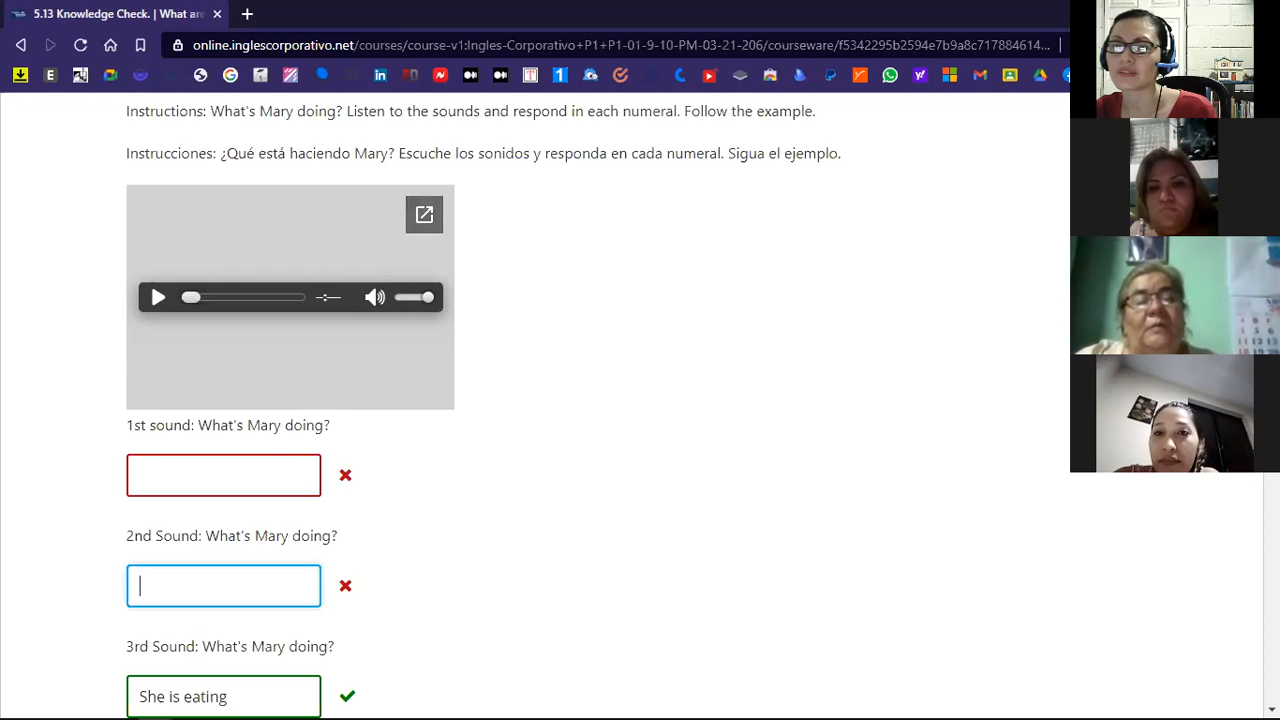 5.13 Knowledge Check. | What are
online.inglescorporativo.net/courses/course-v1:Ingles-Corporativo+P1+P1-01-9-10-PM-03-21-206/courseware/f5342295b2594e7b9a8c717884614...
Instructions: What's Mary doing? Listen to the sounds and respond in each numeral. Follow the example.
Instrucciones: ¿Qué está haciendo Mary? Escuche los sonidos y responda en cada numeral. Sigua el ejemplo.
-:--
1st sound: What's Mary doing?
2nd Sound: What's Mary doing?
3rd Sound: What's Mary doing?
She is eating